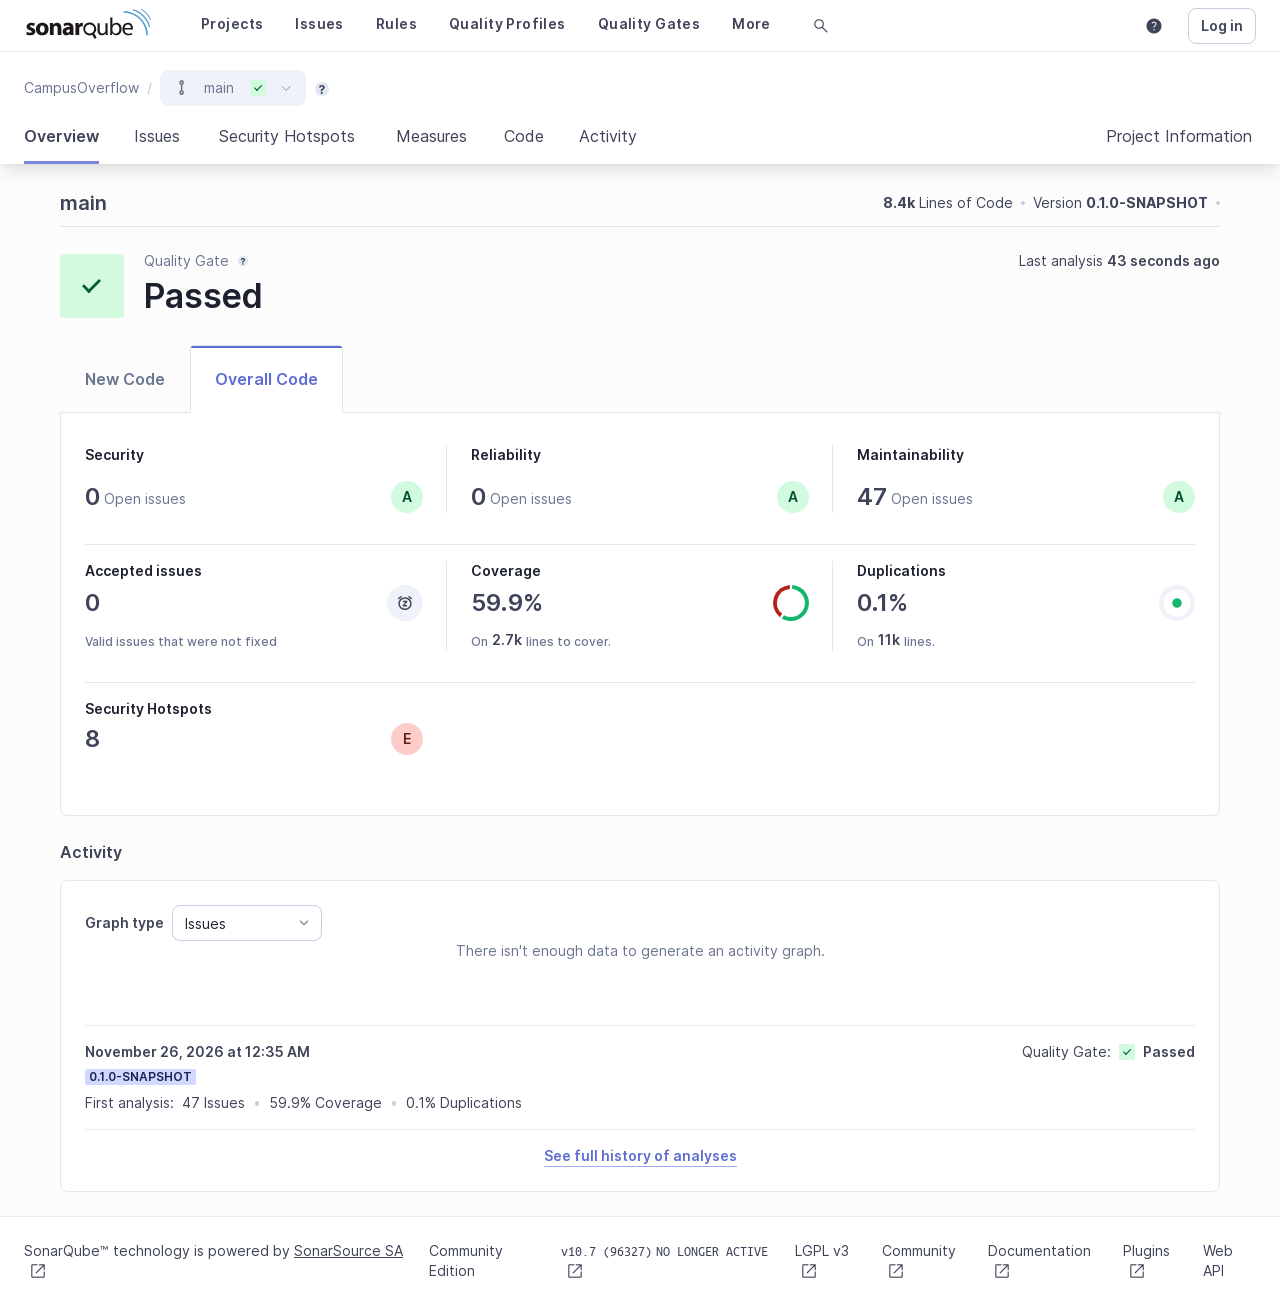 sonarqube Projects Issues Rules Quality Profiles Quality Gates More ? Log in
CampusOverflow / main ?
Overview Issues Security Hotspots Measures Code Activity Project Information
main 8.4k Lines of Code • Version 0.1.0-SNAPSHOT •
Quality Gate ? Last analysis 43 seconds ago
Passed
New Code Overall Code
Security Reliability Maintainability
0 Open issues A 0 Open issues A 47 Open issues A
Accepted issues Coverage Duplications
0 59.9% 0.1%
Valid issues that were not fixed On 2.7k lines to cover. On 11k lines.
Security Hotspots
8 E
Activity
Graph type Issues
There isn't enough data to generate an activity graph.
November 26, 2026 at 12:35 AM Quality Gate: Passed
0.1.0-SNAPSHOT
First analysis: 47 Issues • 59.9% Coverage • 0.1% Duplications
See full history of analyses
SonarQube™ technology is powered by SonarSource SA Community v10.7 (96327) NO LONGER ACTIVE LGPL v3 Community Documentation Plugins Web
Edition API